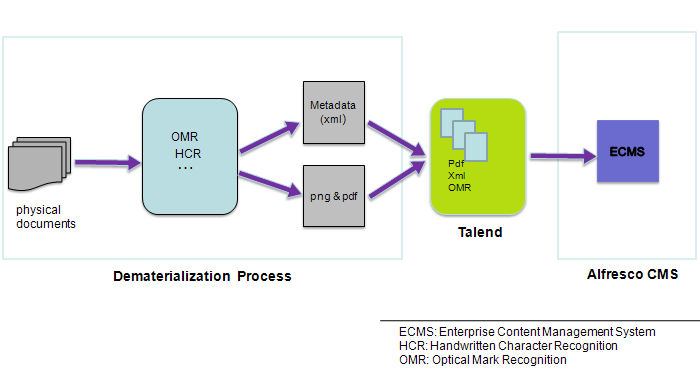 OMR
HCR
...
Metadata
(xml)
png & pdf
physical
documents
Pdf
Xml
OMR
ECMS
Talend
Dematerialization Process
Alfresco CMS
ECMS: Enterprise Content Management System
HCR: Handwritten Character Recognition
OMR: Optical Mark Recognition